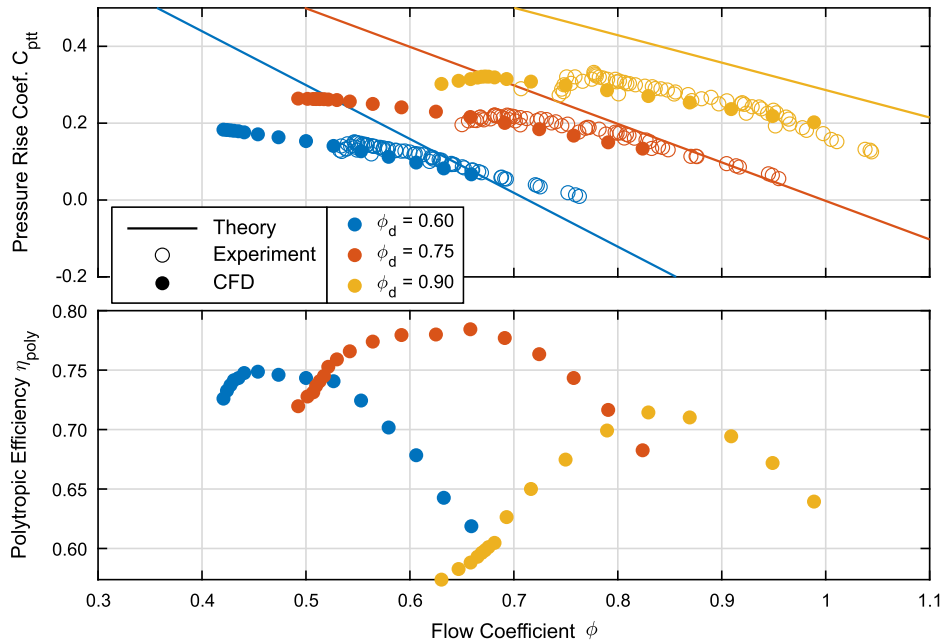 Pressure Rise Coef. C_ptt
0.4
0.2
0.0
-0.2
Theory
Experiment
CFD
ϕ_d = 0.60
ϕ_d = 0.75
ϕ_d = 0.90
Polytropic Efficiency η_poly
0.80
0.75
0.70
0.65
0.60
0.3 0.4 0.5 0.6 0.7 0.8 0.9 1 1.1
Flow Coefficient ϕ